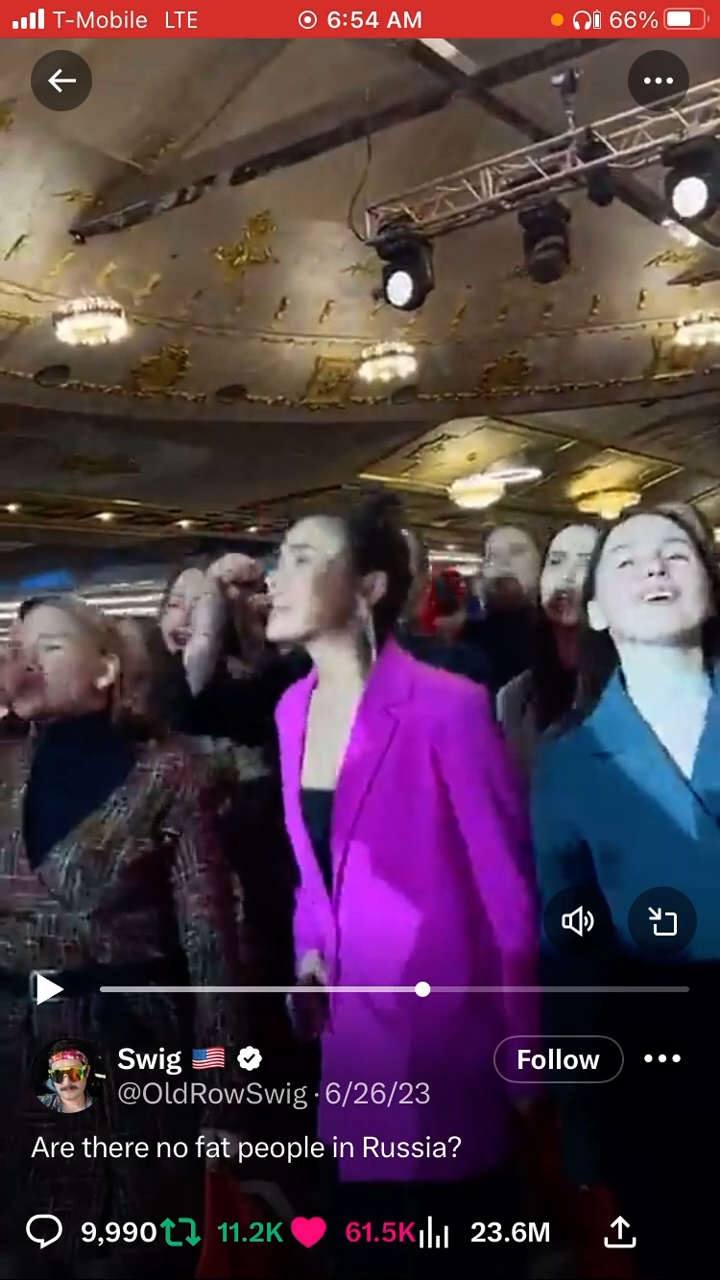 T-Mobile LTE 6:54 AM 66%
Swig 🇺🇸 Follow
@OldRowSwig · 6/26/23
Are there no fat people in Russia?
9,990 11.2K 61.5K 23.6M